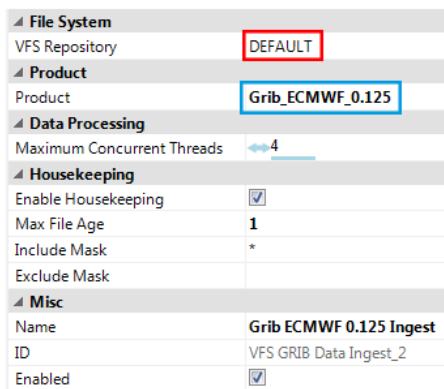 File System
VFS Repository DEFAULT
Product
Product Grib_ECMWF_0.125
Data Processing
Maximum Concurrent Threads 4
Housekeeping
Enable Housekeeping
Max File Age 1
Include Mask *
Exclude Mask
Misc
Name Grib ECMWF 0.125 Ingest
ID VFS GRIB Data Ingest_2
Enabled